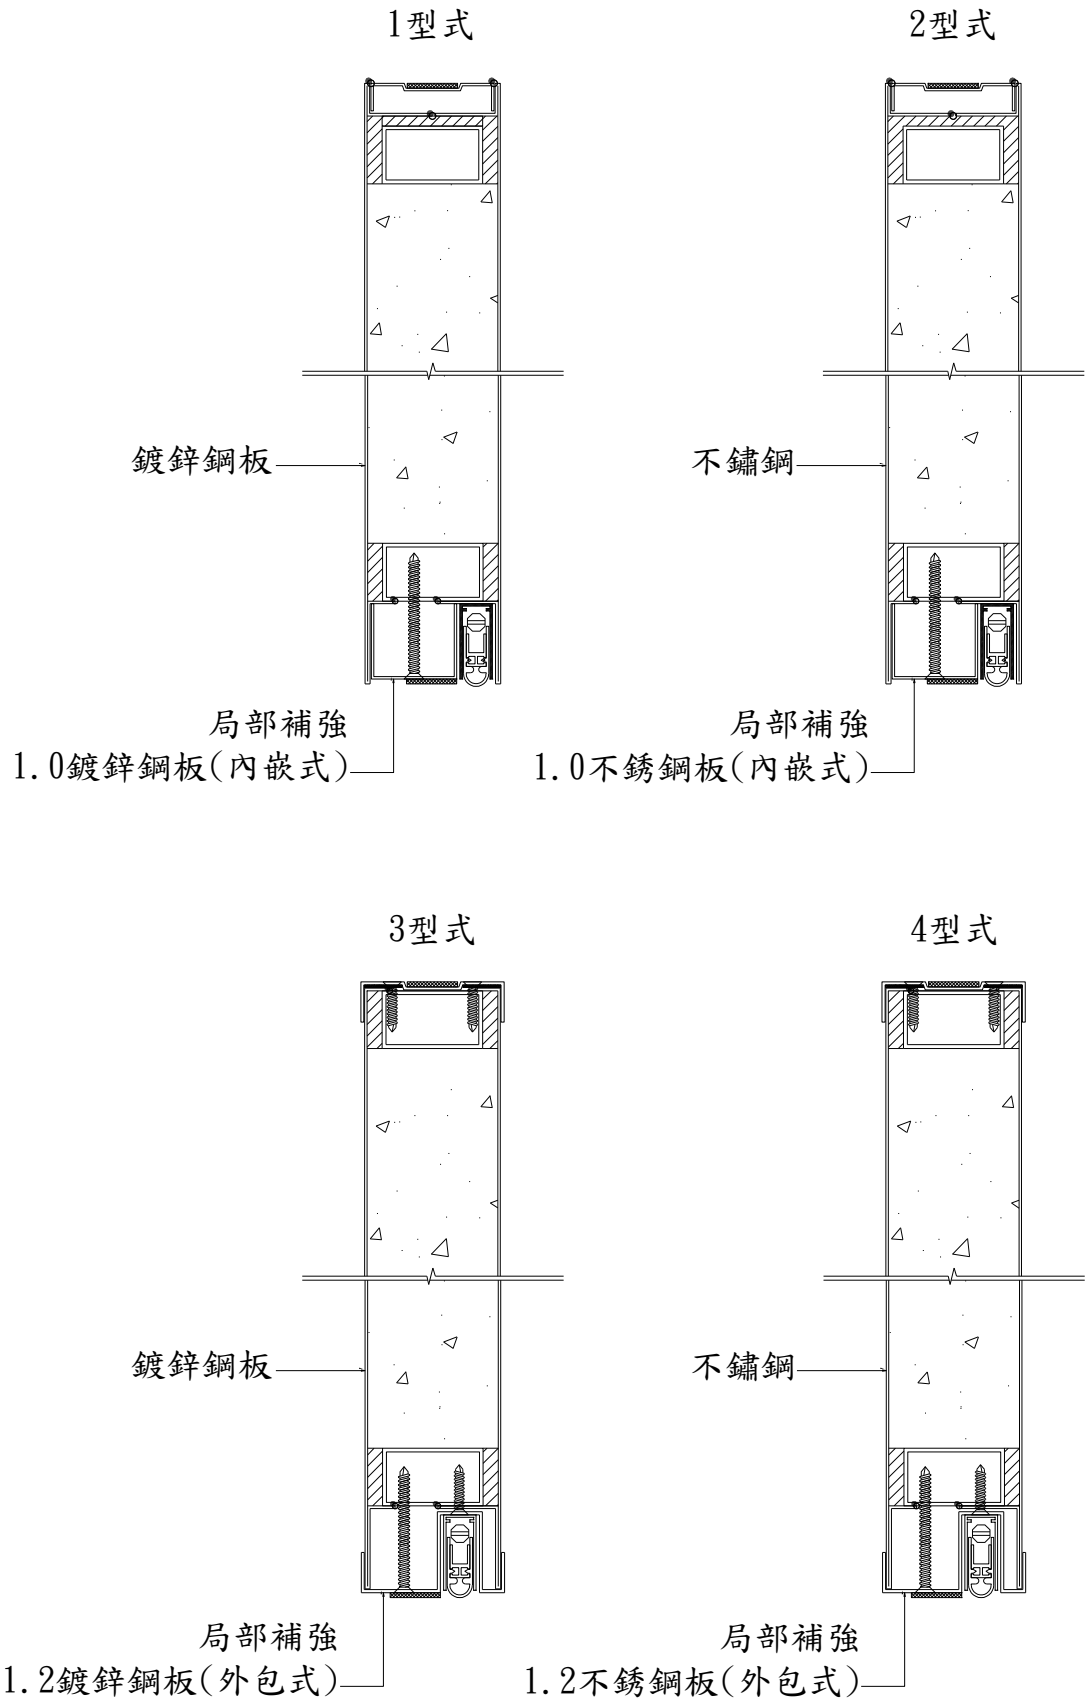 1型式
2型式
鍍鋅鋼板
不鏽鋼
局部補強
1.0鍍鋅鋼板(內嵌式)
局部補強
1.0不銹鋼板(內嵌式)
3型式
4型式
鍍鋅鋼板
不鏽鋼
局部補強
1.2鍍鋅鋼板(外包式)
局部補強
1.2不銹鋼板(外包式)